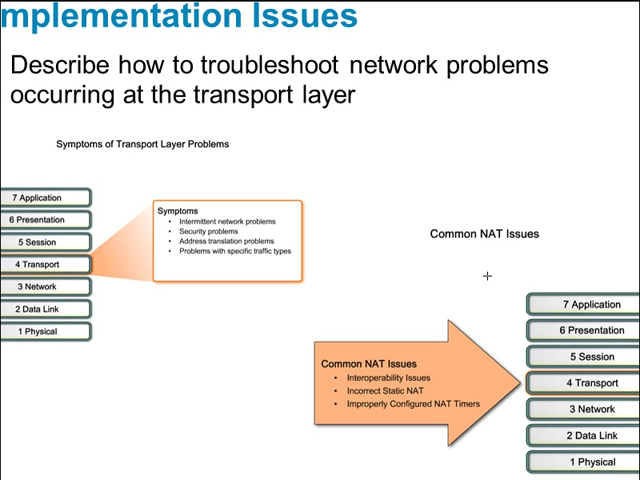 mplementation Issues
Describe how to troubleshoot network problems
occurring at the transport layer
Symptoms of Transport Layer Problems
7 Application
6 Presentation
5 Session
4 Transport
3 Network
2 Data Link
1 Physical
Symptoms
• Intermittent network problems
• Security problems
• Address translation problems
• Problems with specific traffic types
Common NAT Issues
Common NAT Issues
• Interoperability Issues
• Incorrect Static NAT
• Improperly Configured NAT Timers
7 Application
6 Presentation
5 Session
4 Transport
3 Network
2 Data Link
1 Physical